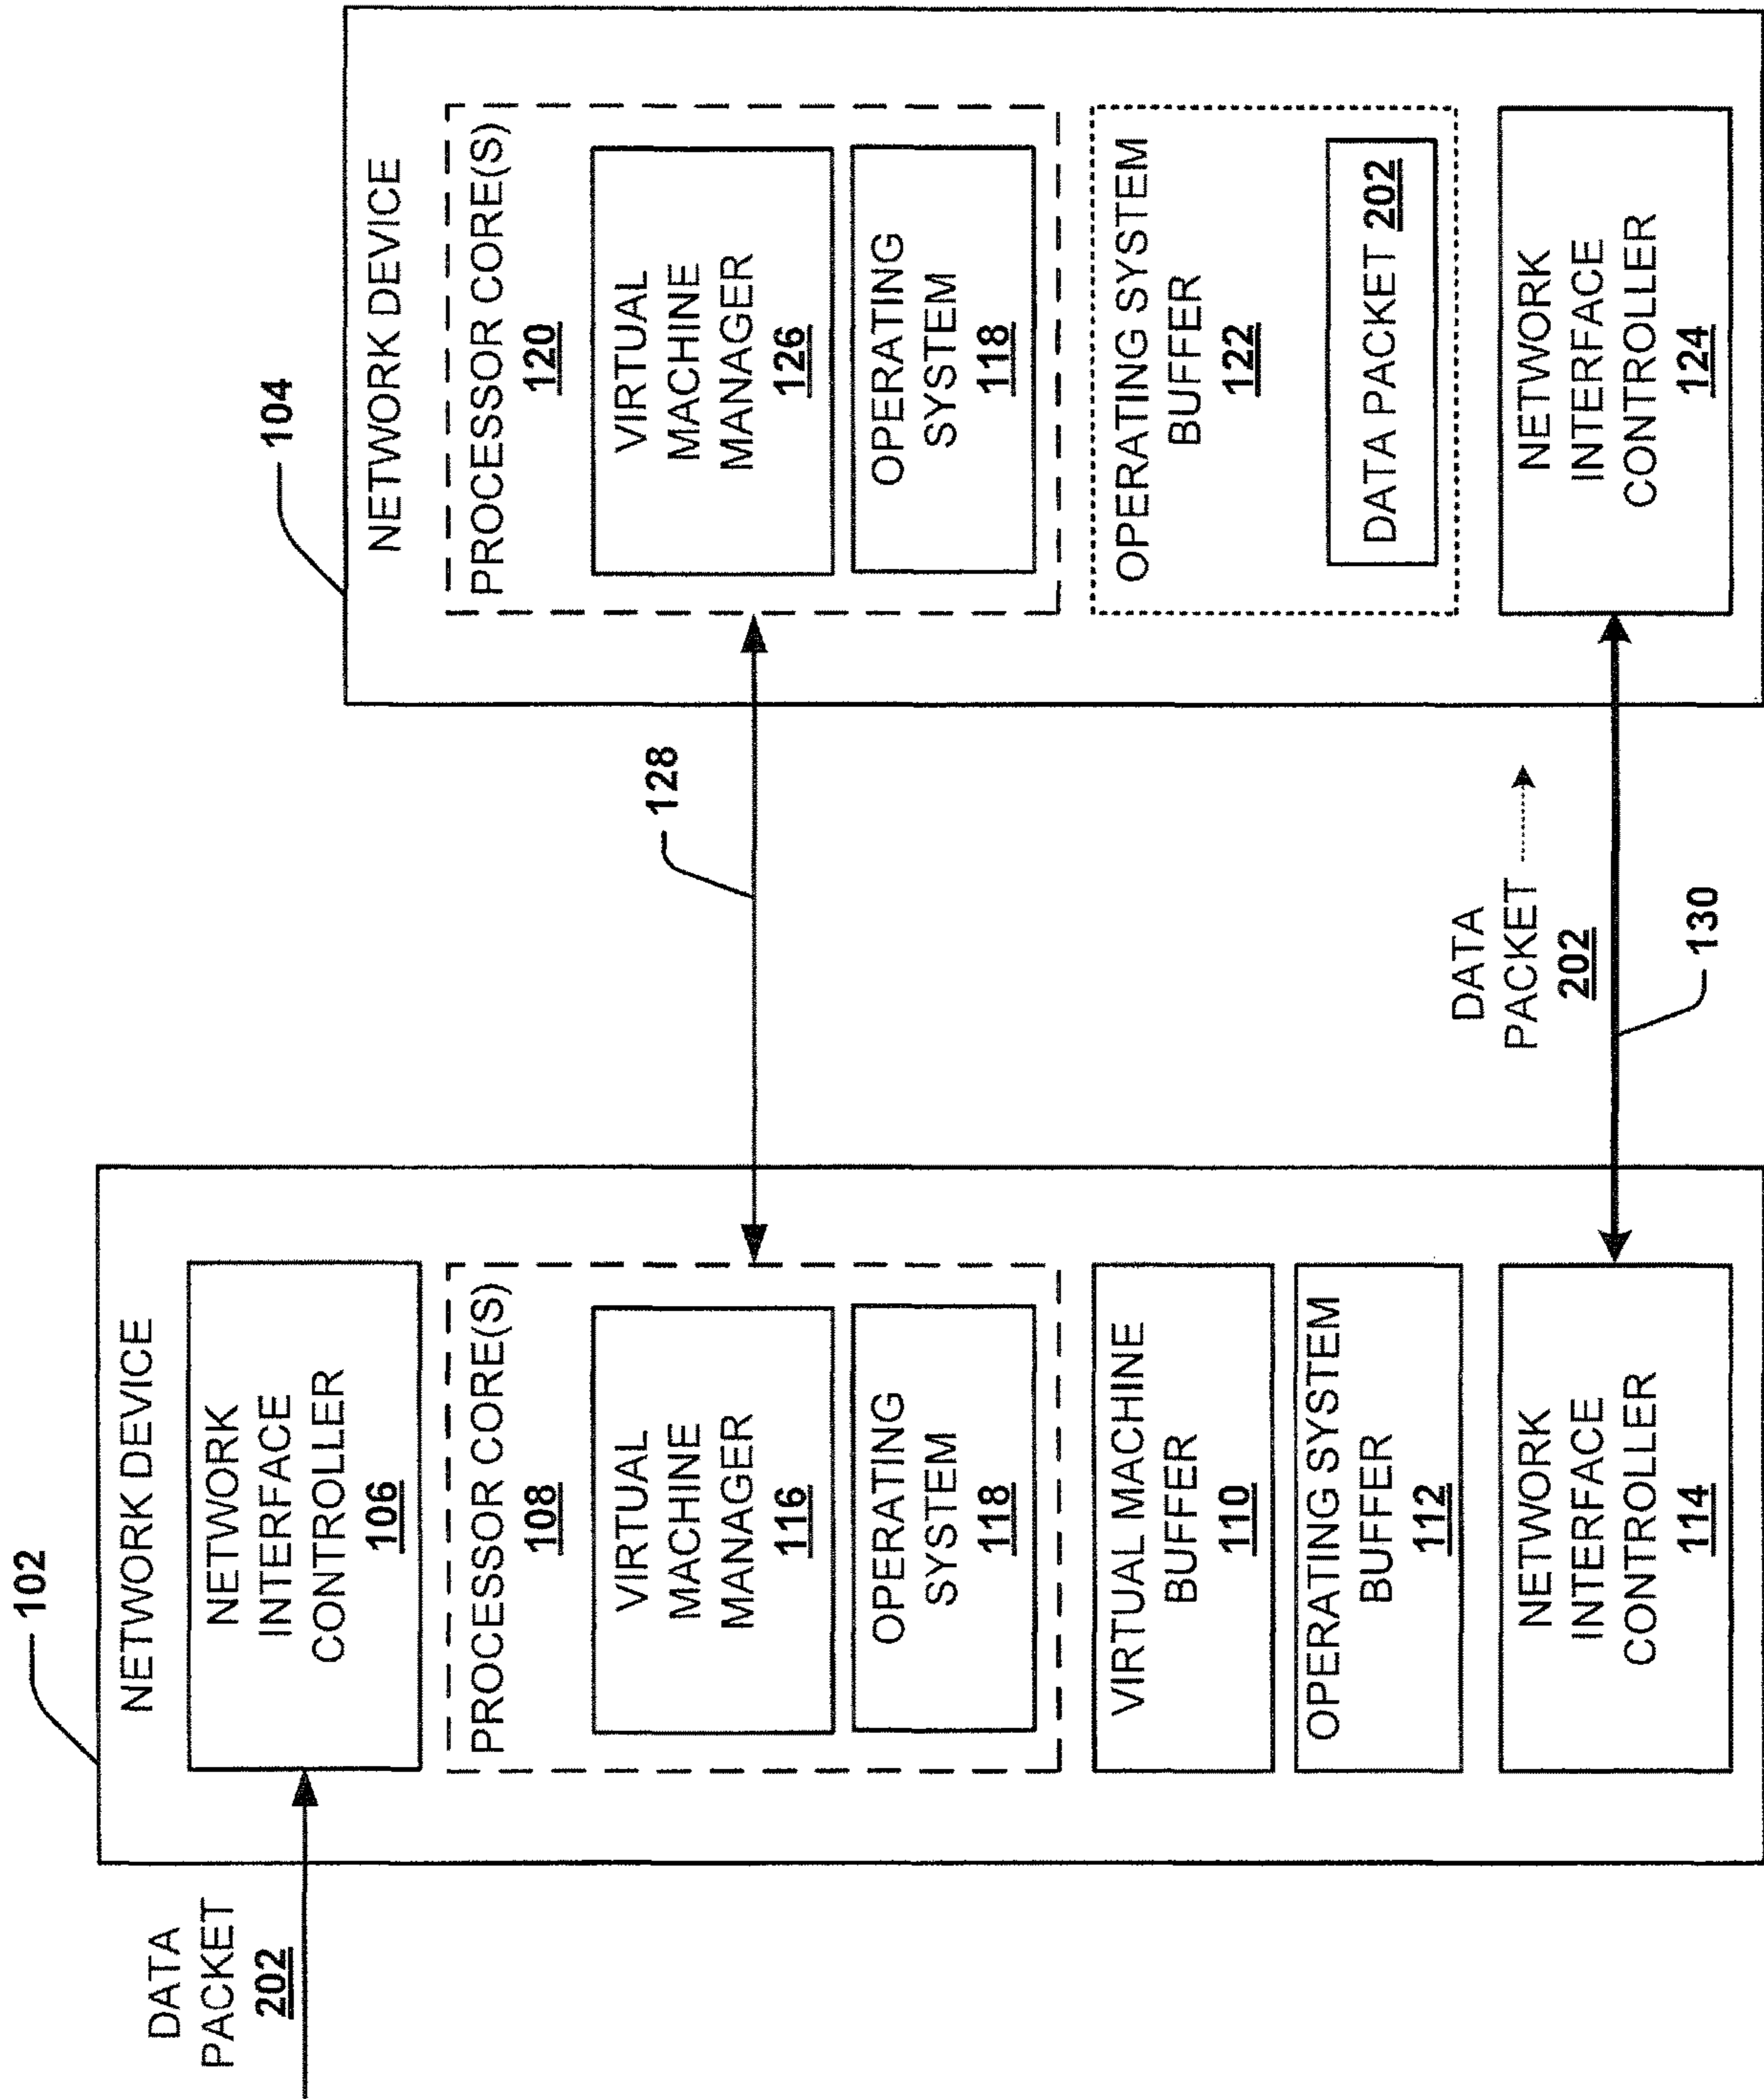 102
NETWORK DEVICE
DATA
PACKET
202
NETWORK
INTERFACE
CONTROLLER
106
PROCESSOR CORE(S)
108
VIRTUAL
MACHINE
MANAGER
116
OPERATING
SYSTEM
118
VIRTUAL MACHINE
BUFFER
110
OPERATING SYSTEM
BUFFER
112
NETWORK
INTERFACE
CONTROLLER
114
128
DATA
PACKET
202
130
104
NETWORK DEVICE
PROCESSOR CORE(S)
120
VIRTUAL
MACHINE
MANAGER
126
OPERATING
SYSTEM
118
OPERATING SYSTEM
BUFFER
122
DATA PACKET 202
NETWORK
INTERFACE
CONTROLLER
124